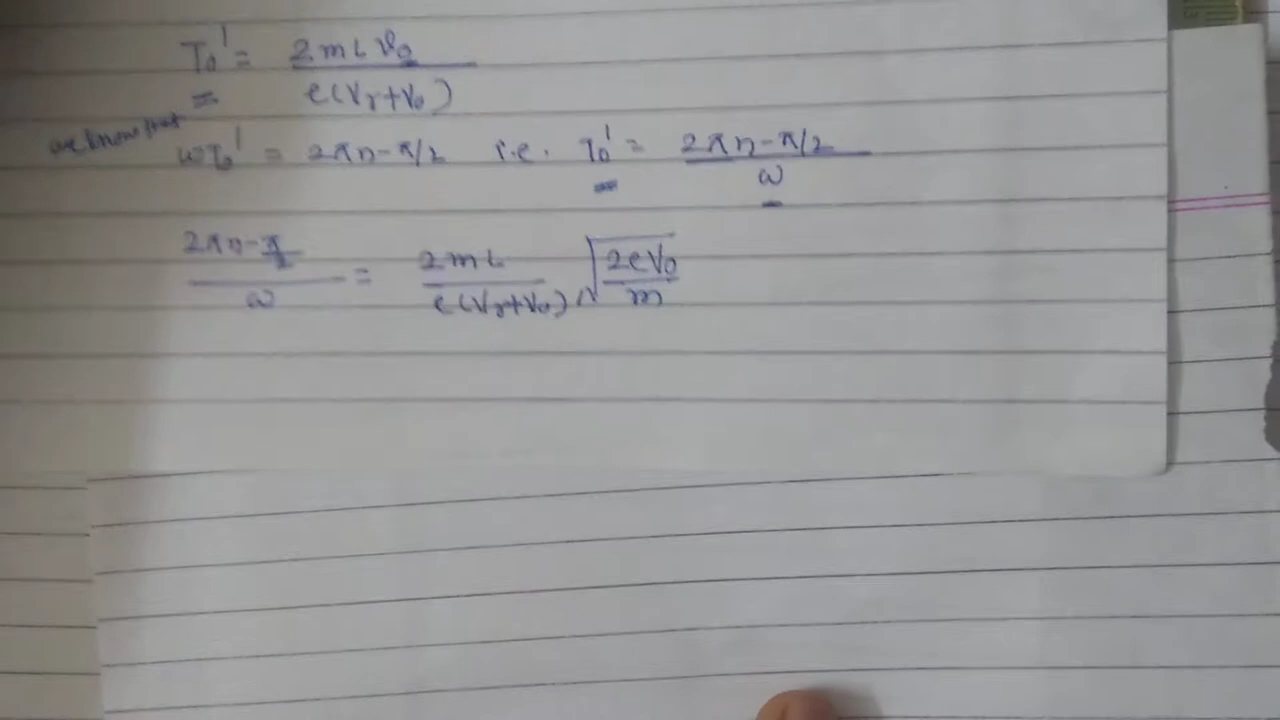 T₀' = 2mLv₀ / e(Vr+V₀)
we know that
ωT₀' = 2πn-π/2 i.e. T₀' = 2πn-π/2 / ω
2πn-π/2 / ω = 2mL / e(Vr+V₀) √(2eV₀ / m)